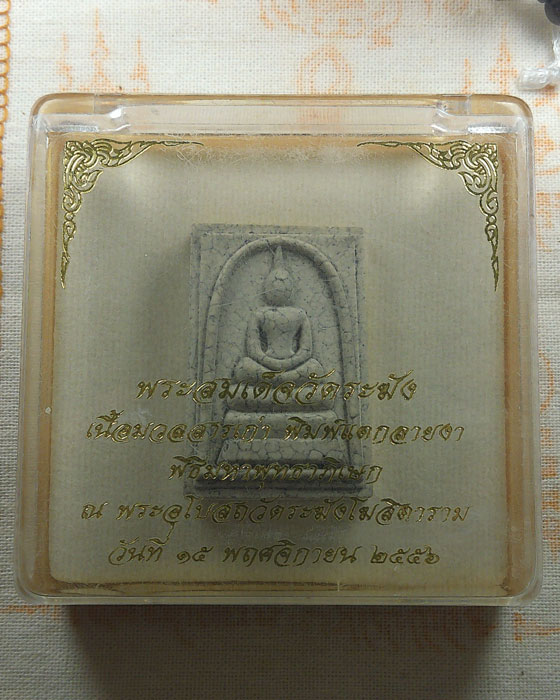 พระสมเด็จวัดระฆัง
เนื้อมวลสารเก่า พิมพ์แตกลายงา
พิธีมหาพุทธาภิเษก
ณ พระอุโบสถวัดระฆังโฆสิตาราม
วันที่ ๑๕ พฤศจิกายน ๒๕๕๖